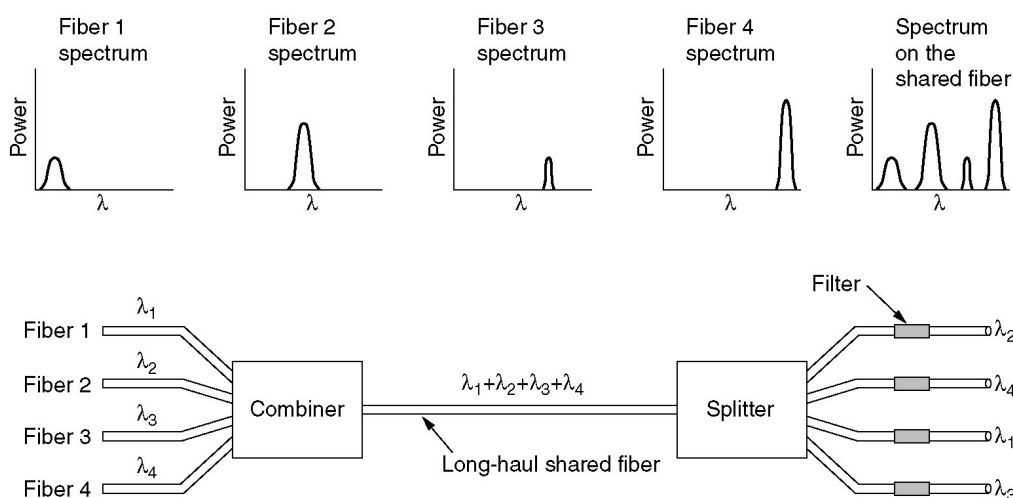 Fiber 1
spectrum
Fiber 2
spectrum
Fiber 3
spectrum
Fiber 4
spectrum
Spectrum
on the
shared fiber
Power
λ
Power
λ
Power
λ
Power
λ
Power
λ
Filter
Fiber 1
λ1
Fiber 2
λ2
Fiber 3
λ3
Fiber 4
λ4
Combiner
λ1+λ2+λ3+λ4
Long-haul shared fiber
Splitter
λ2
λ4
λ1
λ3